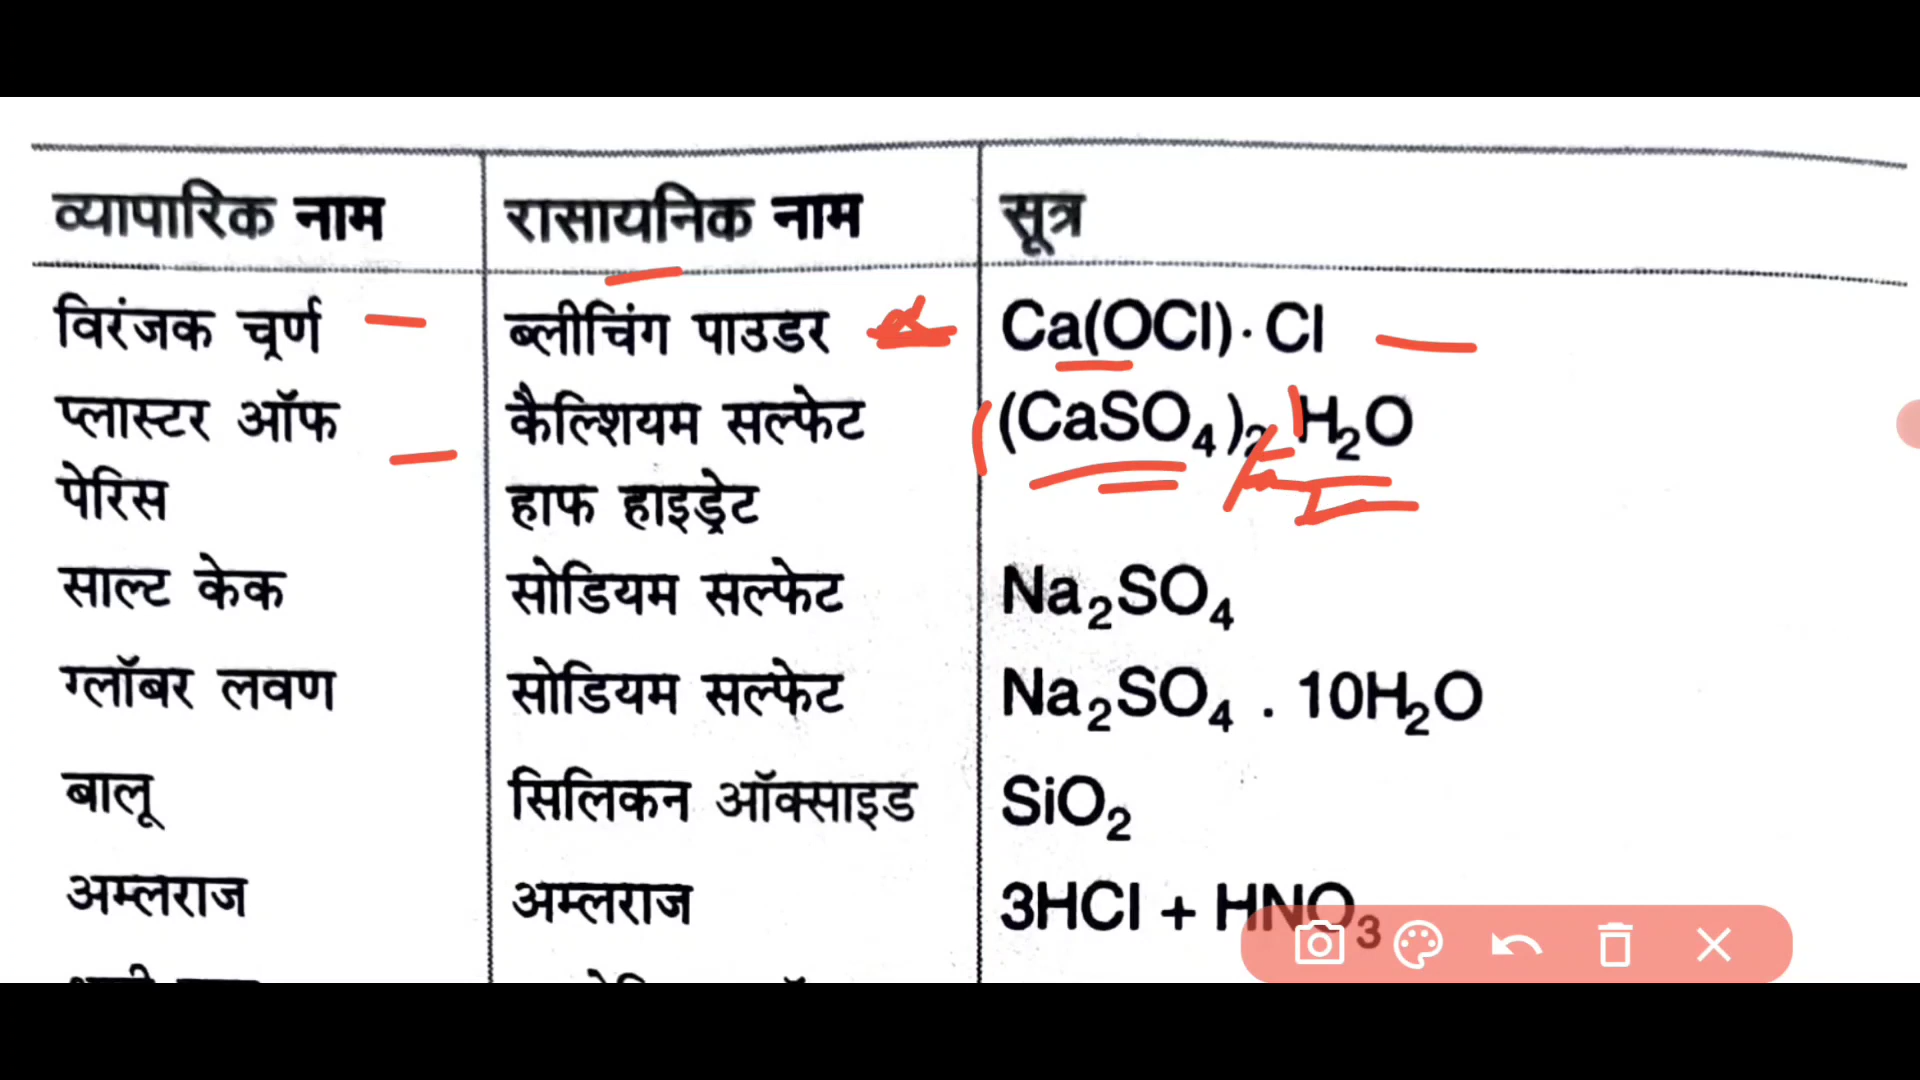 व्यापारिक नाम रासायनिक नाम सूत्र
विरंजक चूर्ण ब्लीचिंग पाउडर Ca(OCl)·Cl
प्लास्टर ऑफ कैल्शियम सल्फेट (CaSO₄)₂ H₂O
पेरिस हाफ हाइड्रेट
साल्ट केक सोडियम सल्फेट Na₂SO₄
ग्लॉबर लवण सोडियम सल्फेट Na₂SO₄ . 10H₂O
बालू सिलिकन ऑक्साइड SiO₂
अम्लराज अम्लराज 3HCl + HNO₃